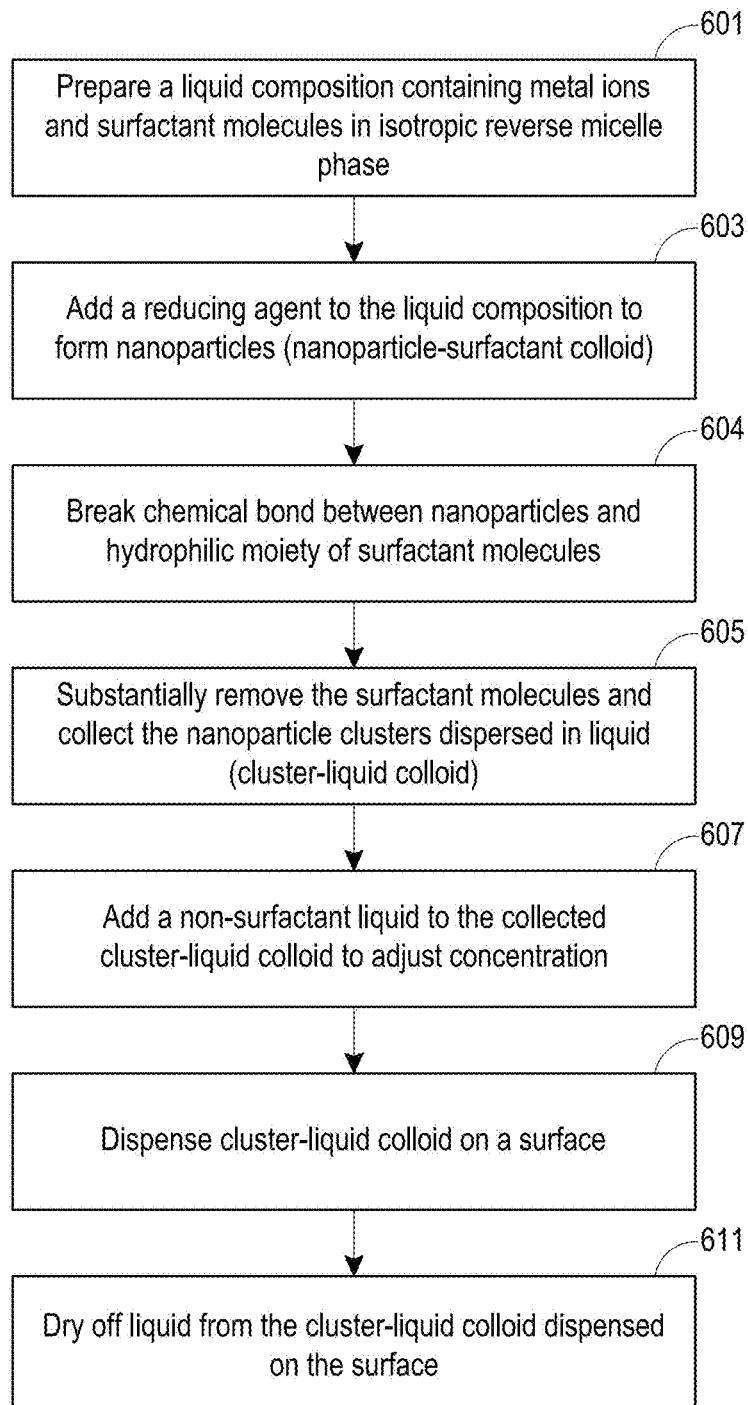 601
Prepare a liquid composition containing metal ions
and surfactant molecules in isotropic reverse micelle
phase
603
Add a reducing agent to the liquid composition to
form nanoparticles (nanoparticle-surfactant colloid)
604
Break chemical bond between nanoparticles and
hydrophilic moiety of surfactant molecules
605
Substantially remove the surfactant molecules and
collect the nanoparticle clusters dispersed in liquid
(cluster-liquid colloid)
607
Add a non-surfactant liquid to the collected
cluster-liquid colloid to adjust concentration
609
Dispense cluster-liquid colloid on a surface
611
Dry off liquid from the cluster-liquid colloid dispensed
on the surface